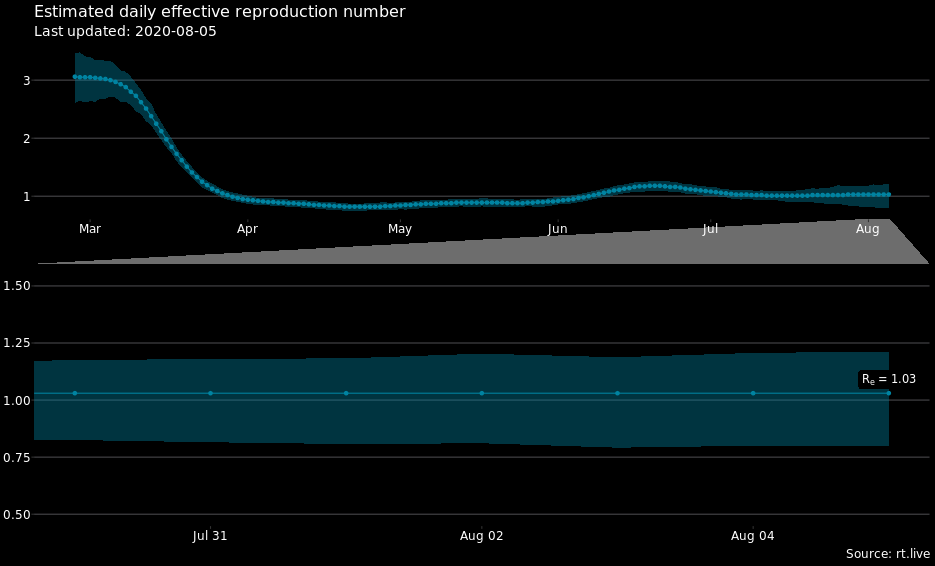 Estimated daily effective reproduction number
Last updated: 2020-08-05
3
2
1
Mar Apr May Jun Jul Aug
1.50
1.25
Re = 1.03
1.00
0.75
0.50
Jul 31 Aug 02 Aug 04
Source: rt.live